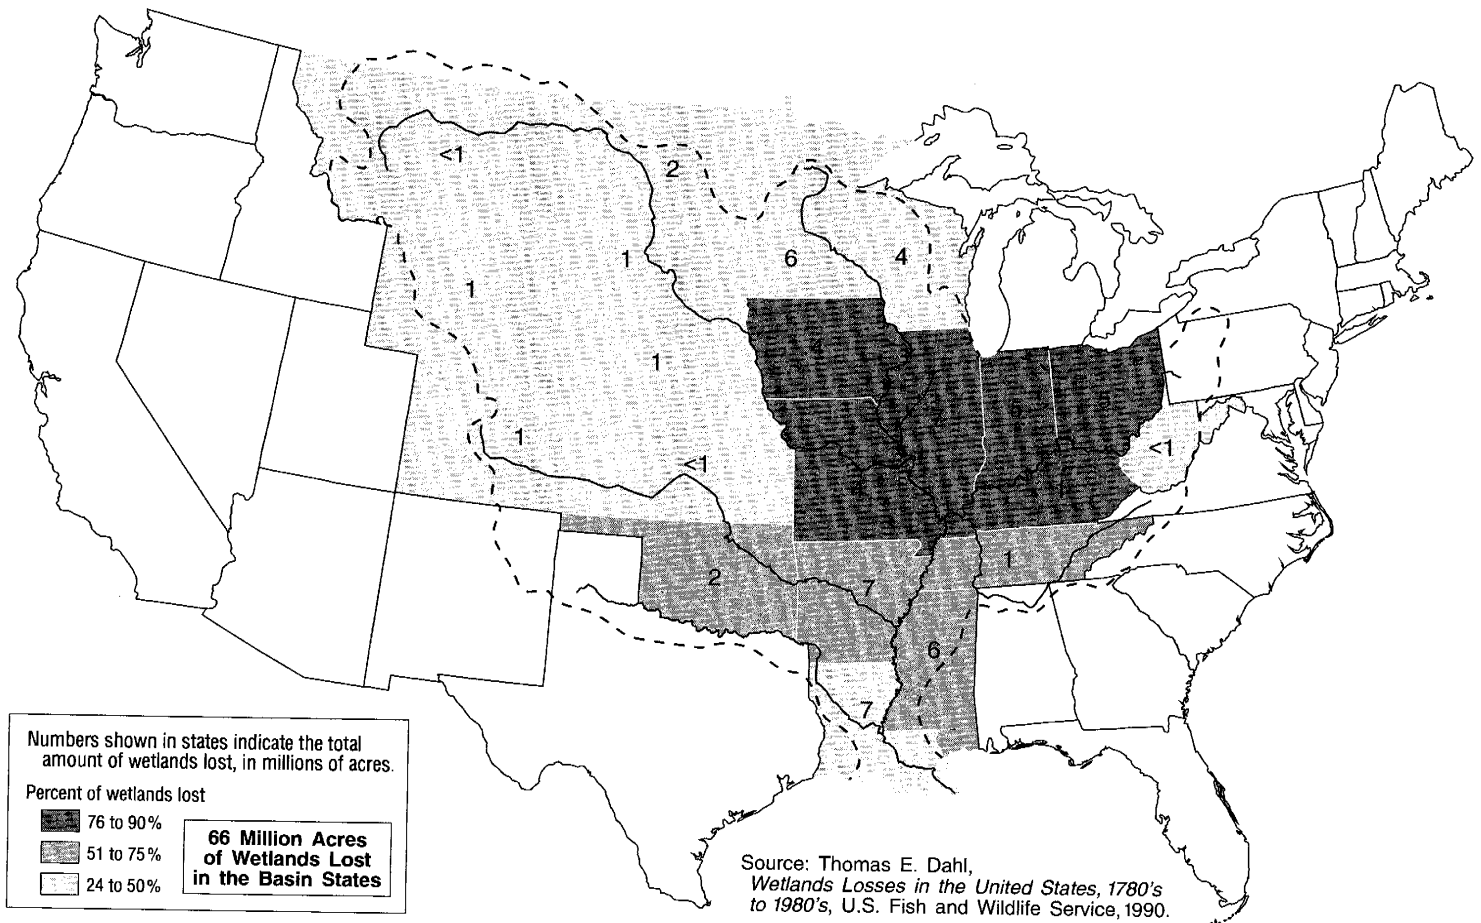 <1
2
1
6
4
1
1
1
<1
<1
2
7
1
6
7
Numbers shown in states indicate the total
amount of wetlands lost, in millions of acres.
Percent of wetlands lost
76 to 90%
51 to 75%
24 to 50%
66 Million Acres
of Wetlands Lost
in the Basin States
Source: Thomas E. Dahl,
Wetlands Losses in the United States, 1780's
to 1980's, U.S. Fish and Wildlife Service, 1990.